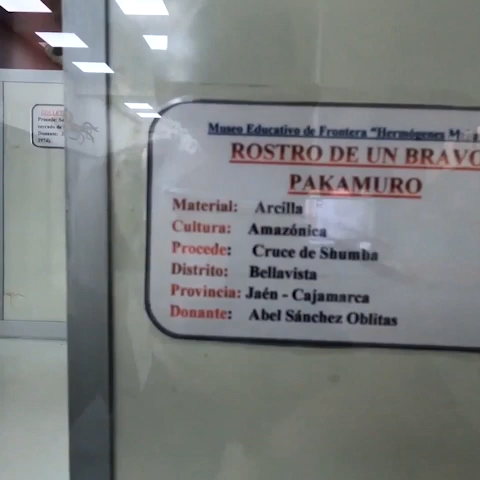 Museo Educativo de Frontera "Hermógenes
ROSTRO DE UN BRAVO
PAKAMURO
Material: Arcilla
Cultura: Amazónica
Procede: Cruce de Shumba
Distrito: Bellavista
Provincia: Jaén - Cajamarca
Donante: Abel Sánchez Oblitas